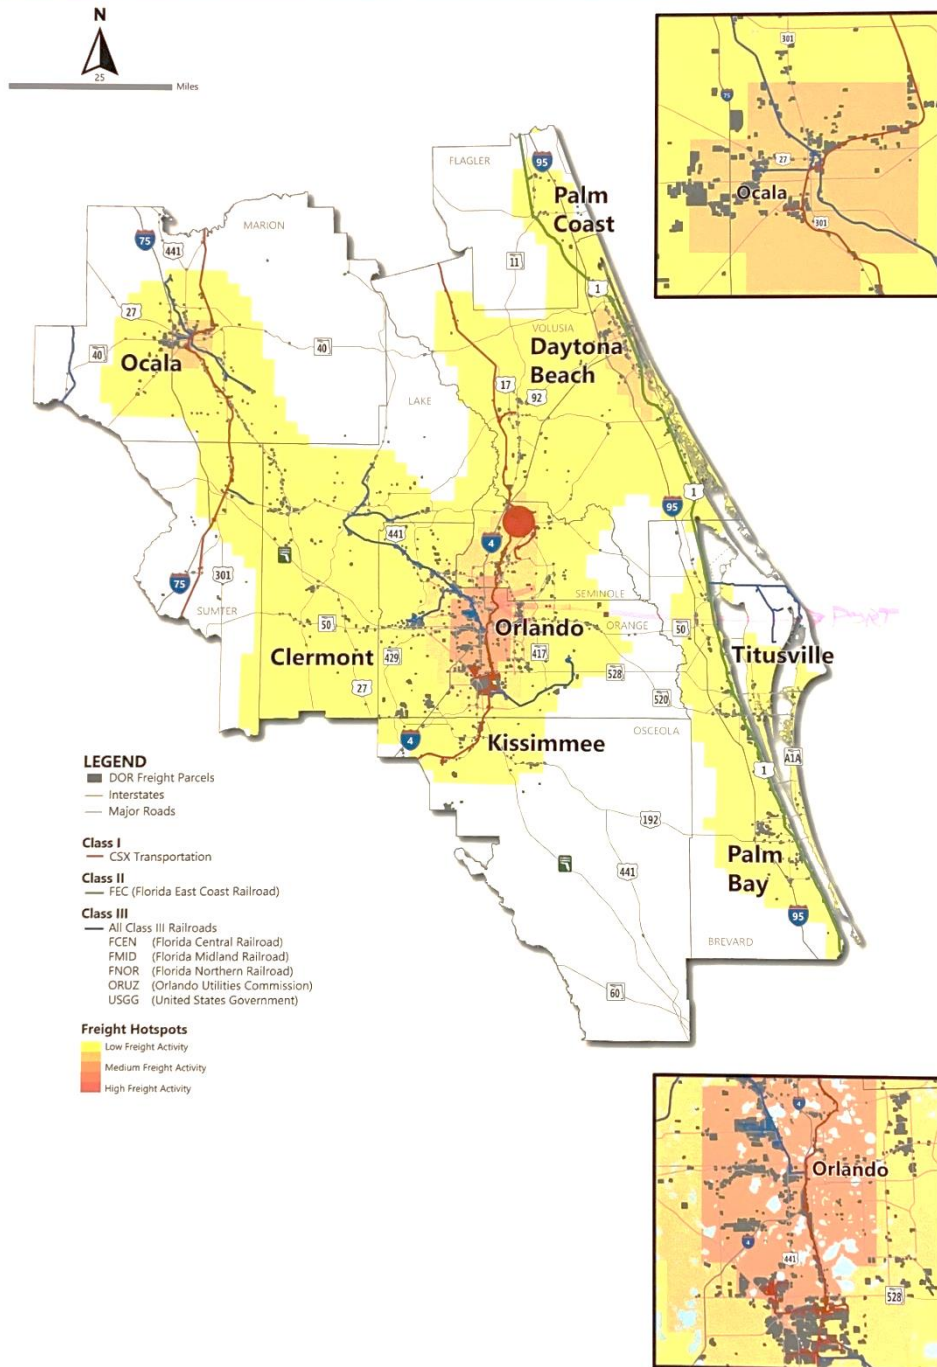 N
25
Miles
301
75
27
Ocala
301
FLAGLER
95
Palm
Coast
MARION
75
441
11
1
27
VOLUSIA
40
40
Daytona
Beach
Ocala
17
92
LAKE
1
95
441
4
301
75
SUMTER
SEMINOLE
50
Orlando
ORANGE
50
Clermont
429
417
Titusville
528
27
520
4
Kissimmee
OSCEOLA
A1A
1
192
441
Palm
Bay
95
BREVARD
60
LEGEND
DOR Freight Parcels
Interstates
Major Roads
Class I
CSX Transportation
Class II
FEC (Florida East Coast Railroad)
Class III
All Class III Railroads
FCEN (Florida Central Railroad)
FMID (Florida Midland Railroad)
FNOR (Florida Northern Railroad)
ORUZ (Orlando Utilities Commission)
USGG (United States Government)
Freight Hotspots
Low Freight Activity
Medium Freight Activity
High Freight Activity
4
Orlando
4
441
528